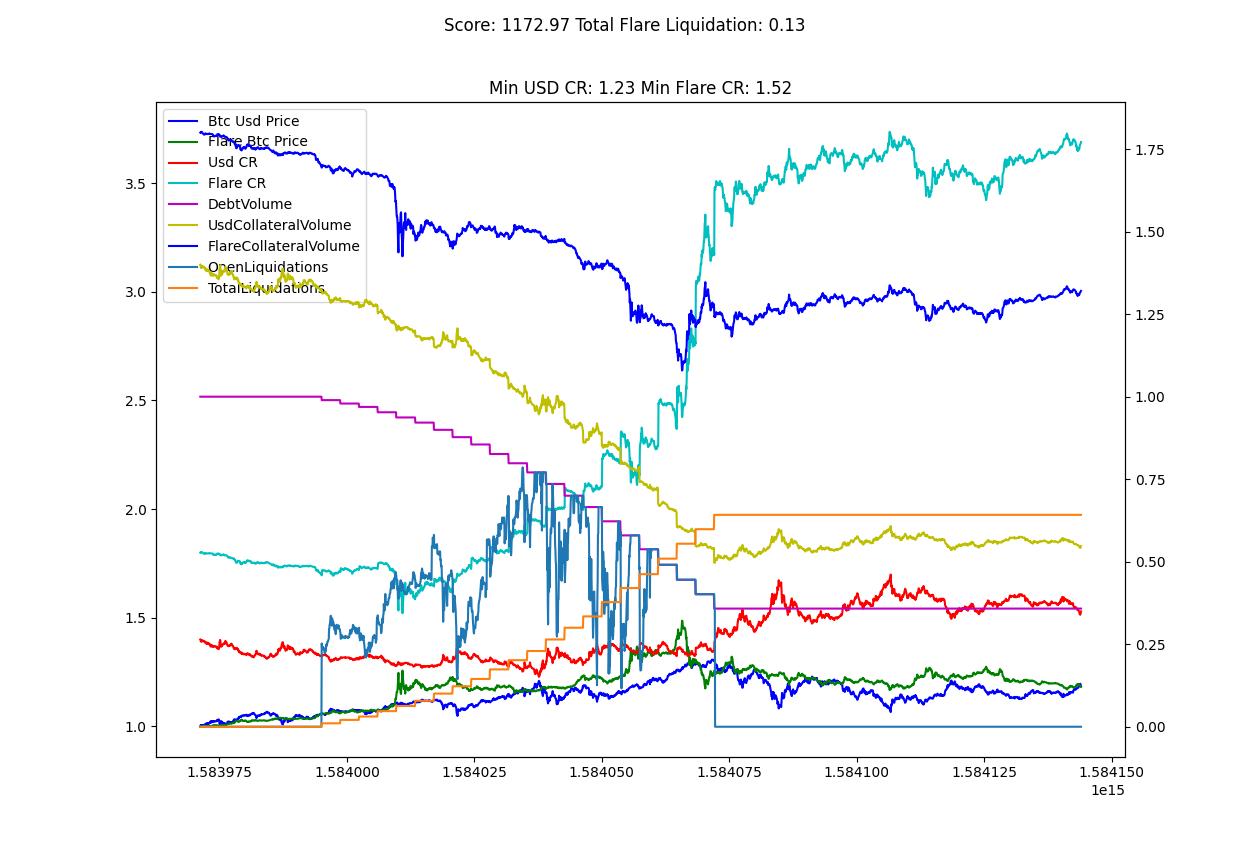 Score: 1172.97 Total Flare Liquidation: 0.13
Min USD CR: 1.23 Min Flare CR: 1.52
Btc Usd Price
Flare Btc Price
Usd CR
Flare CR
DebtVolume
UsdCollateralVolume
FlareCollateralVolume
OpenLiquidations
TotalLiquidations
3.5
3.0
2.5
2.0
1.5
1.0
1.75
1.50
1.25
1.00
0.75
0.50
0.25
0.00
1.583975 1.584000 1.584025 1.584050 1.584075 1.584100 1.584125 1.584150
1e15